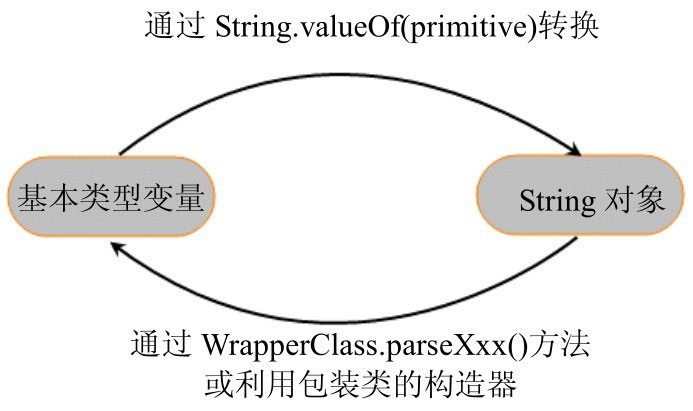 通过 String.valueOf(primitive)转换
基本类型变量
String 对象
通过 WrapperClass.parseXxx()方法
或利用包装类的构造器